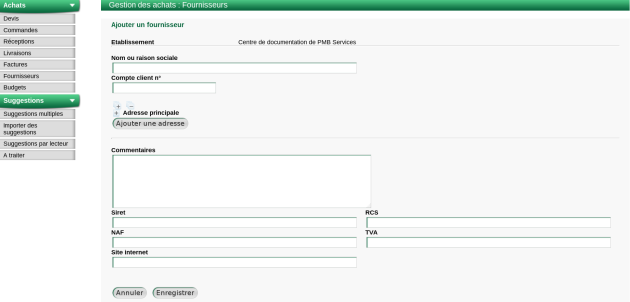 Achats
Devis
Commandes
Réceptions
Livraisons
Factures
Fournisseurs
Budgets
Suggestions
Suggestions multiples
Importer des
suggestions
Suggestions par lecteur
A traiter
Gestion des achats : Fournisseurs
Ajouter un fournisseur
Etablissement Centre de documentation de PMB Services
Nom ou raison sociale
Compte client n°
Adresse principale
Ajouter une adresse
Commentaires
Siret RCS
NAF TVA
Site internet
Annuler Enregistrer